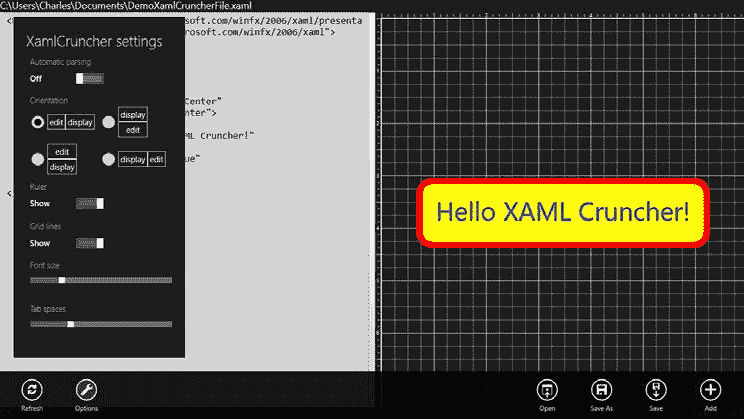 C:\Users\Charles\Documents\DemoXamlCruncherFile.xaml
< soft.com/winfx/2006/xaml/presenta
rosoft.com/winfx/2006/xaml">
XamlCruncher settings
Automatic parsing
Off
Orientation
edit display
display
edit
edit
display
display edit
Ruler
Show
Grid lines
Show
Font size
Tab spaces
Center"
nter">
ML Cruncher!"
ue"
<
Hello XAML Cruncher!
Refresh Options Open Save As Save Add